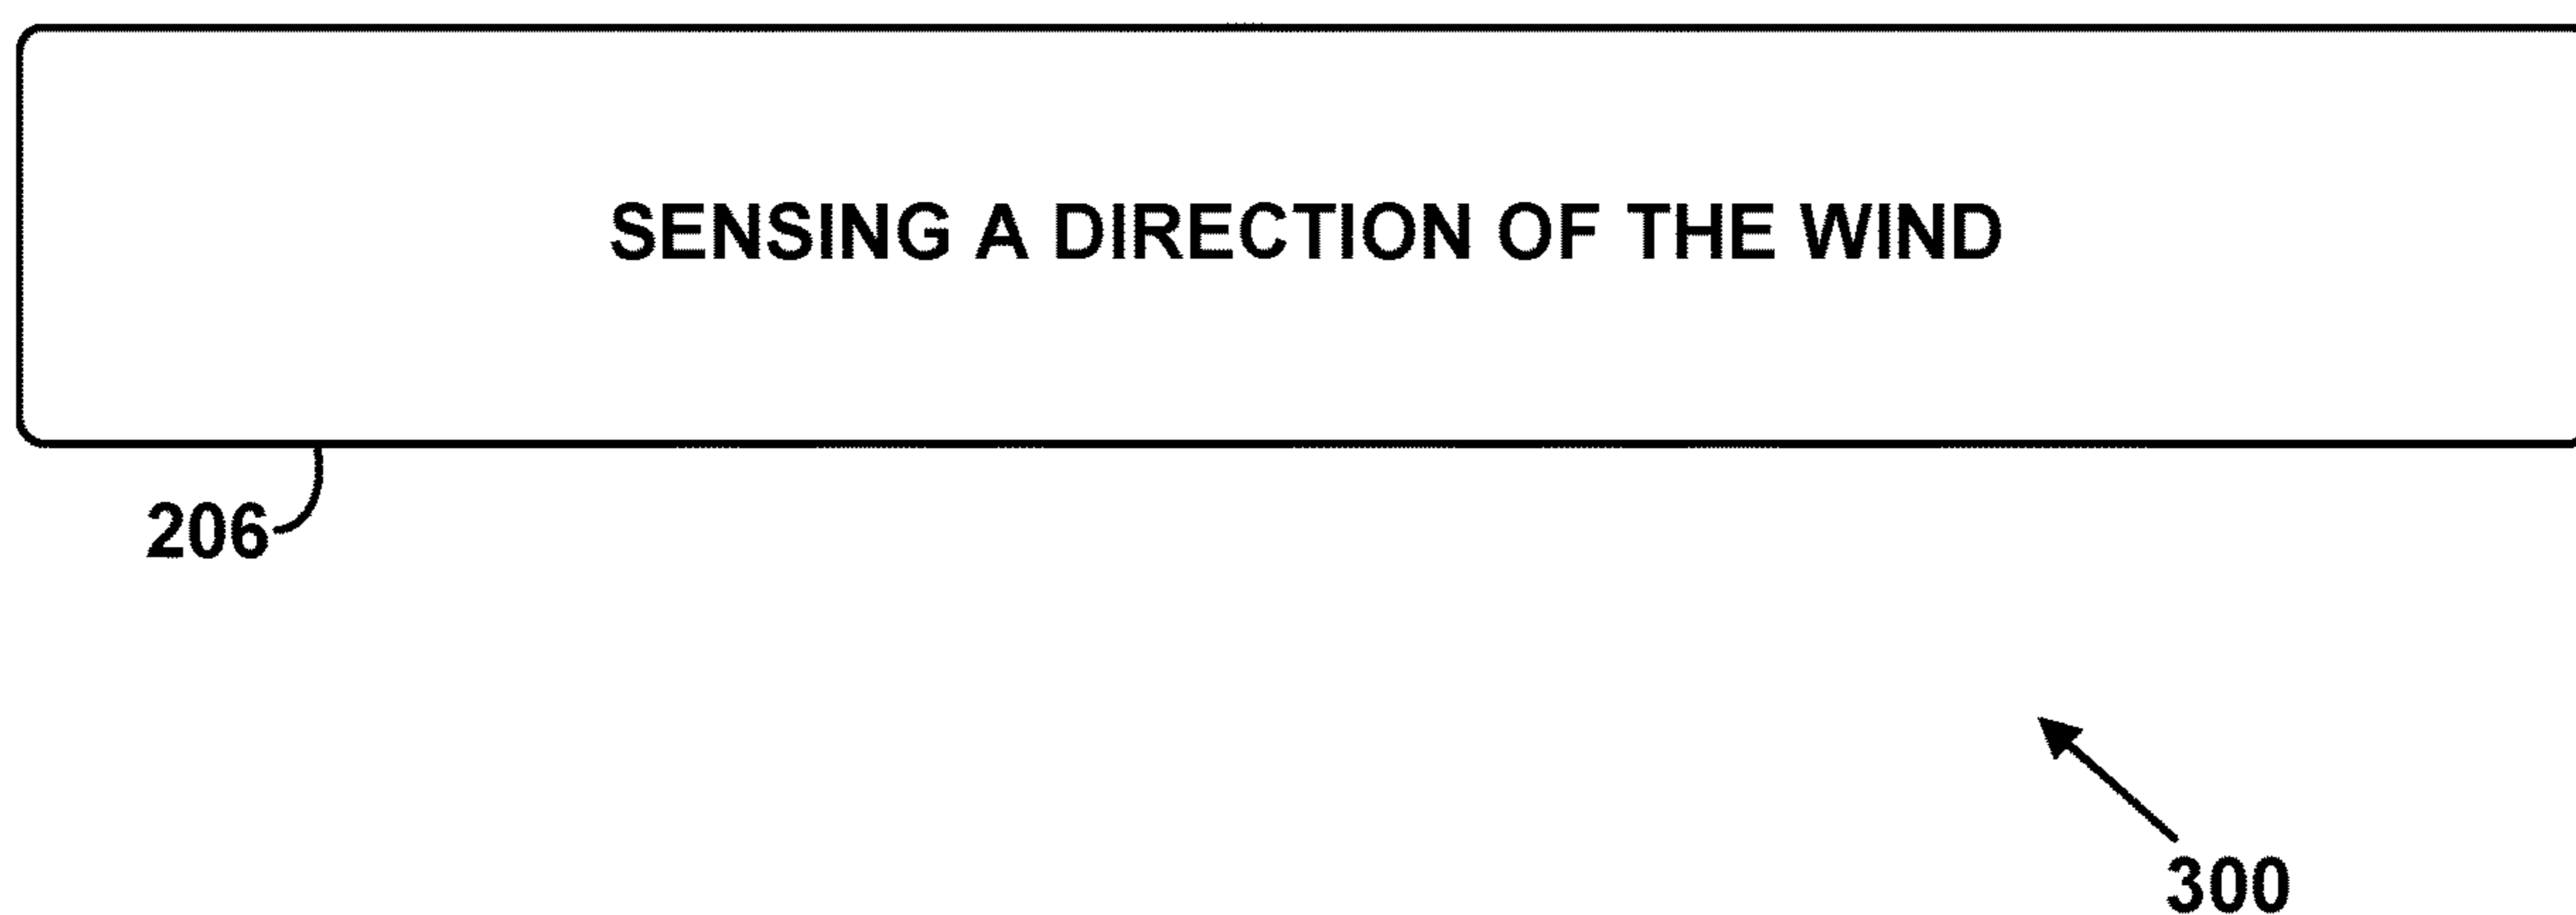 SENSING A DIRECTION OF THE WIND
206
300